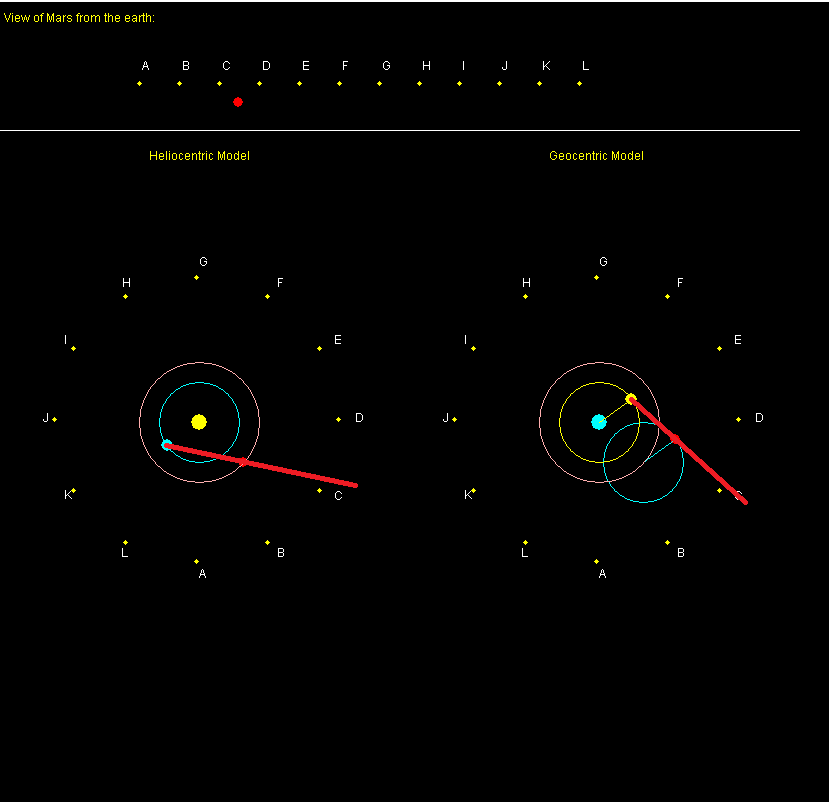 View of Mars from the earth:
A B C D E F G H I J K L
Heliocentric Model
Geocentric Model
G
H
F
I
E
J
D
K
C
L
B
A
G
H
F
I
E
J
D
K
C
L
B
A